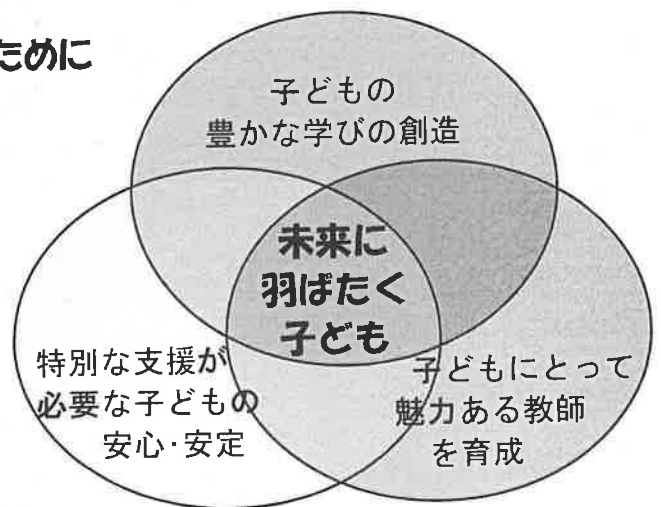 ために
子どもの
豊かな学びの創造
未来に
羽ばたく
子ども
特別な支援が
必要な子どもの
安心・安定
子どもにとって
魅力ある教師
を育成